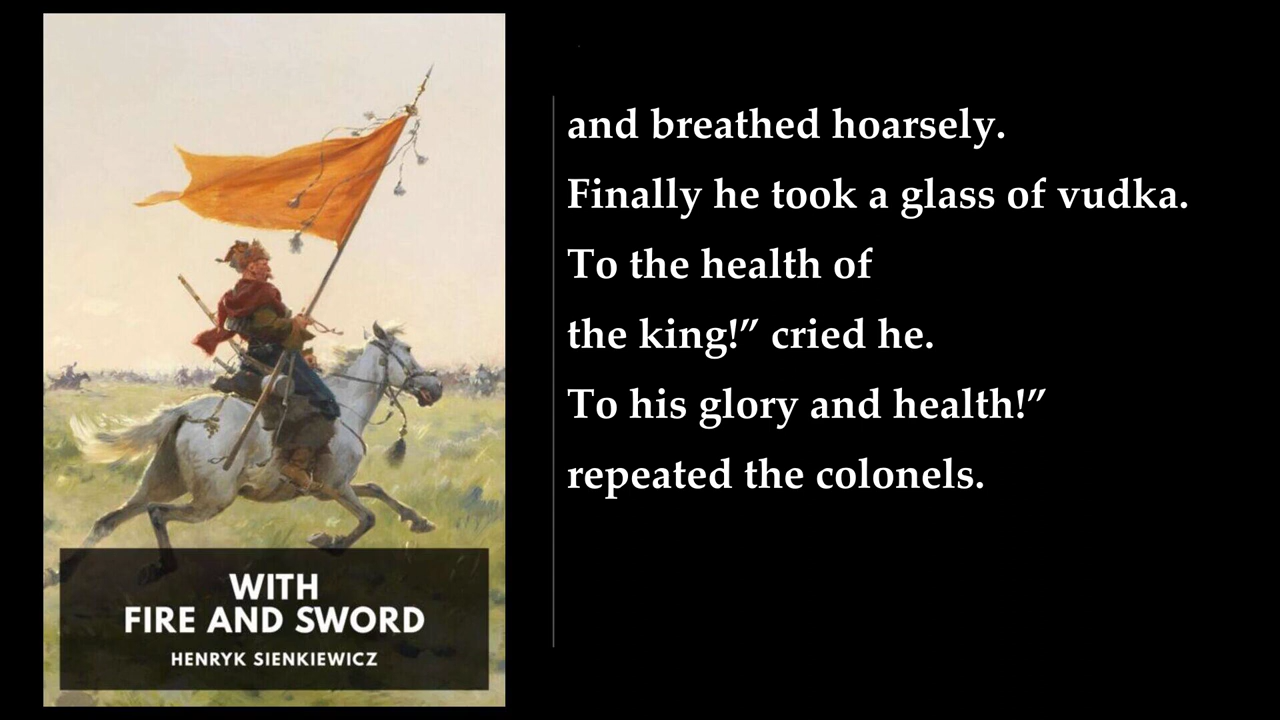 WITH
FIRE AND SWORD
HENRYK SIENKIEWICZ
and breathed hoarsely.
Finally he took a glass of vudka.
To the health of
the king!” cried he.
To his glory and health!”
repeated the colonels.